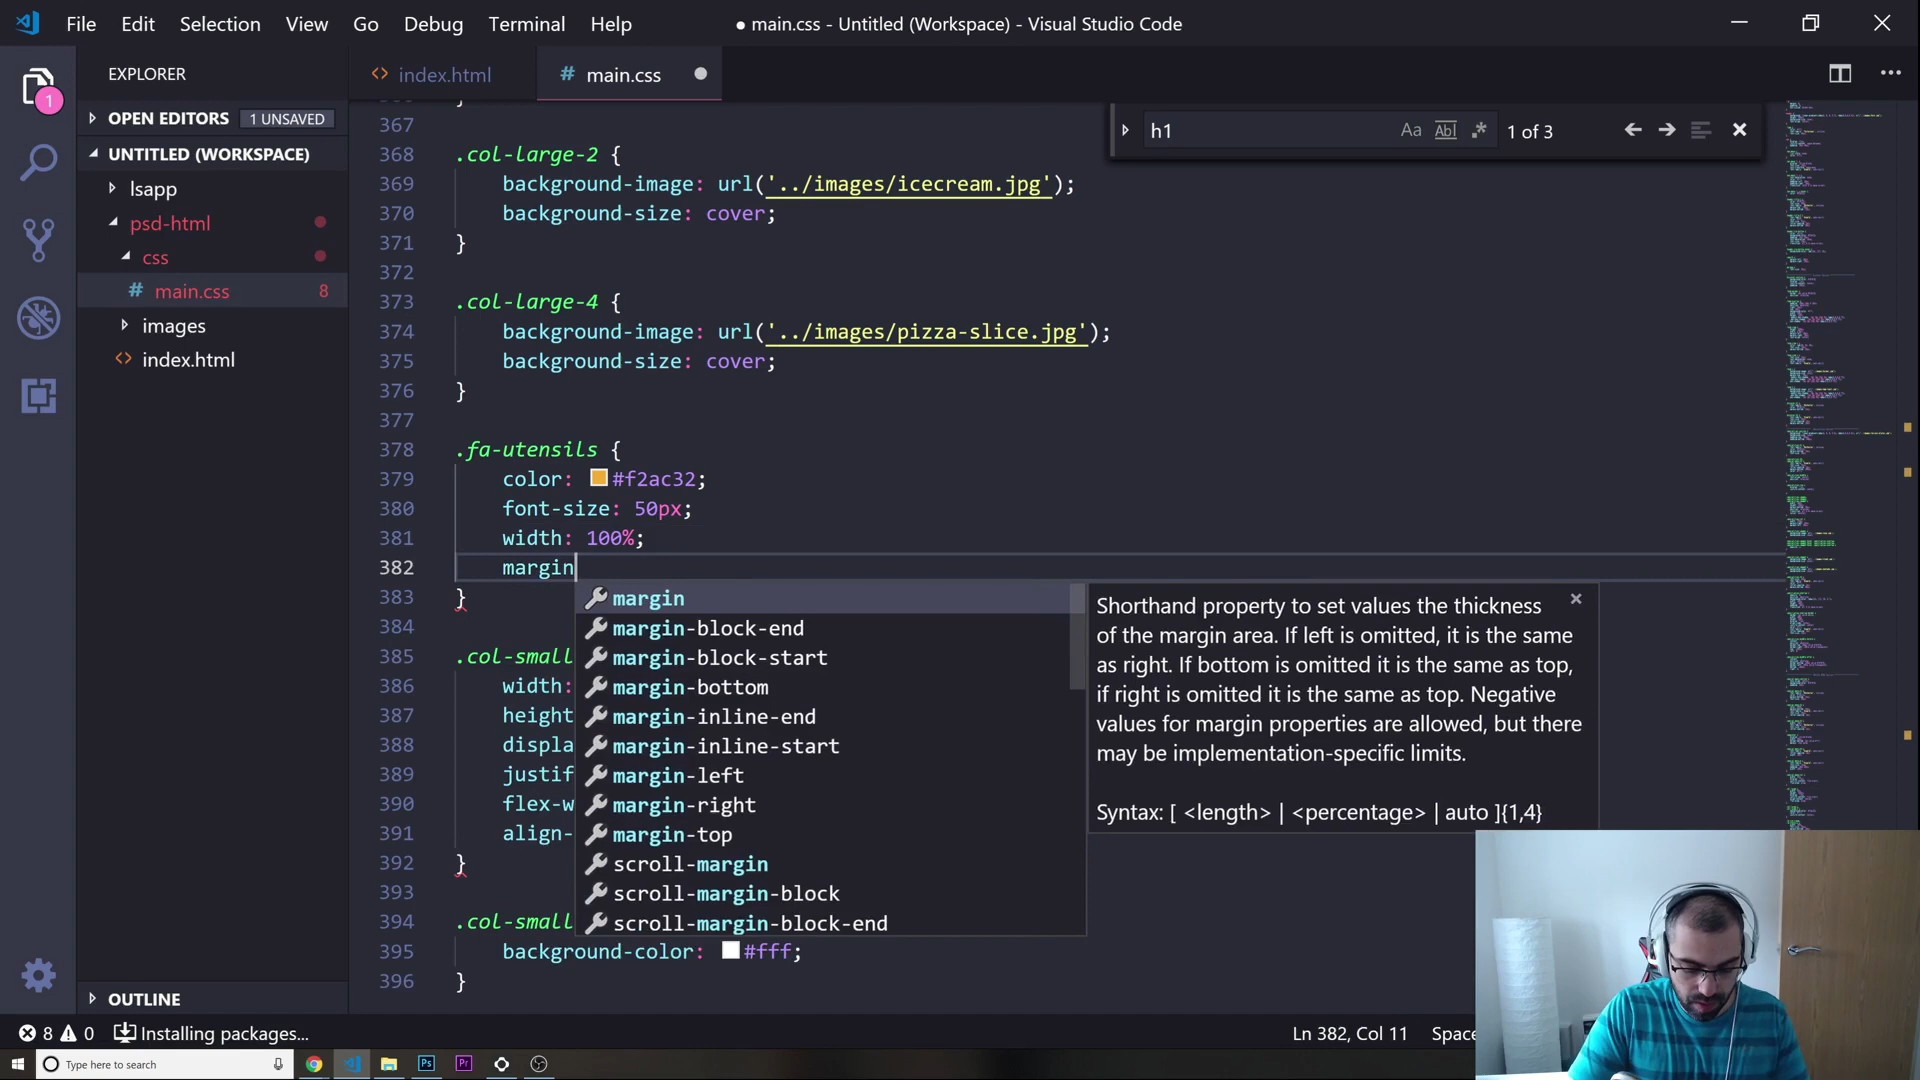 File Edit Selection View Go Debug Terminal Help
● main.css - Untitled (Workspace) - Visual Studio Code
EXPLORER
OPEN EDITORS 1 UNSAVED
UNTITLED (WORKSPACE)
lsapp
psd-html
css
# main.css 8
images
<> index.html
OUTLINE
1
<> index.html
# main.css
h1
Aa Abl .* 1 of 3
367
368 .col-large-2 {
369 background-image: url('../images/icecream.jpg');
370 background-size: cover;
371 }
372
373 .col-large-4 {
374 background-image: url('../images/pizza-slice.jpg');
375 background-size: cover;
376 }
377
378 .fa-utensils {
379 color: #f2ac32;
380 font-size: 50px;
381 width: 100%;
382 margin
383 }
384
385 .col-small
386 width:
387 height
388 displa
389 justif
390 flex-w
391 align-
392 }
393
394 .col-small
395 background-color: #fff;
396 }
margin
margin-block-end
margin-block-start
margin-bottom
margin-inline-end
margin-inline-start
margin-left
margin-right
margin-top
scroll-margin
scroll-margin-block
scroll-margin-block-end
Shorthand property to set values the thickness
of the margin area. If left is omitted, it is the same
as right. If bottom is omitted it is the same as top,
if right is omitted it is the same as top. Negative
values for margin properties are allowed, but there
may be implementation-specific limits.
Syntax: [ <length> | <percentage> | auto ]{1,4}
8 0 Installing packages...
Ln 382, Col 11 Space
Type here to search
Ps
Pr